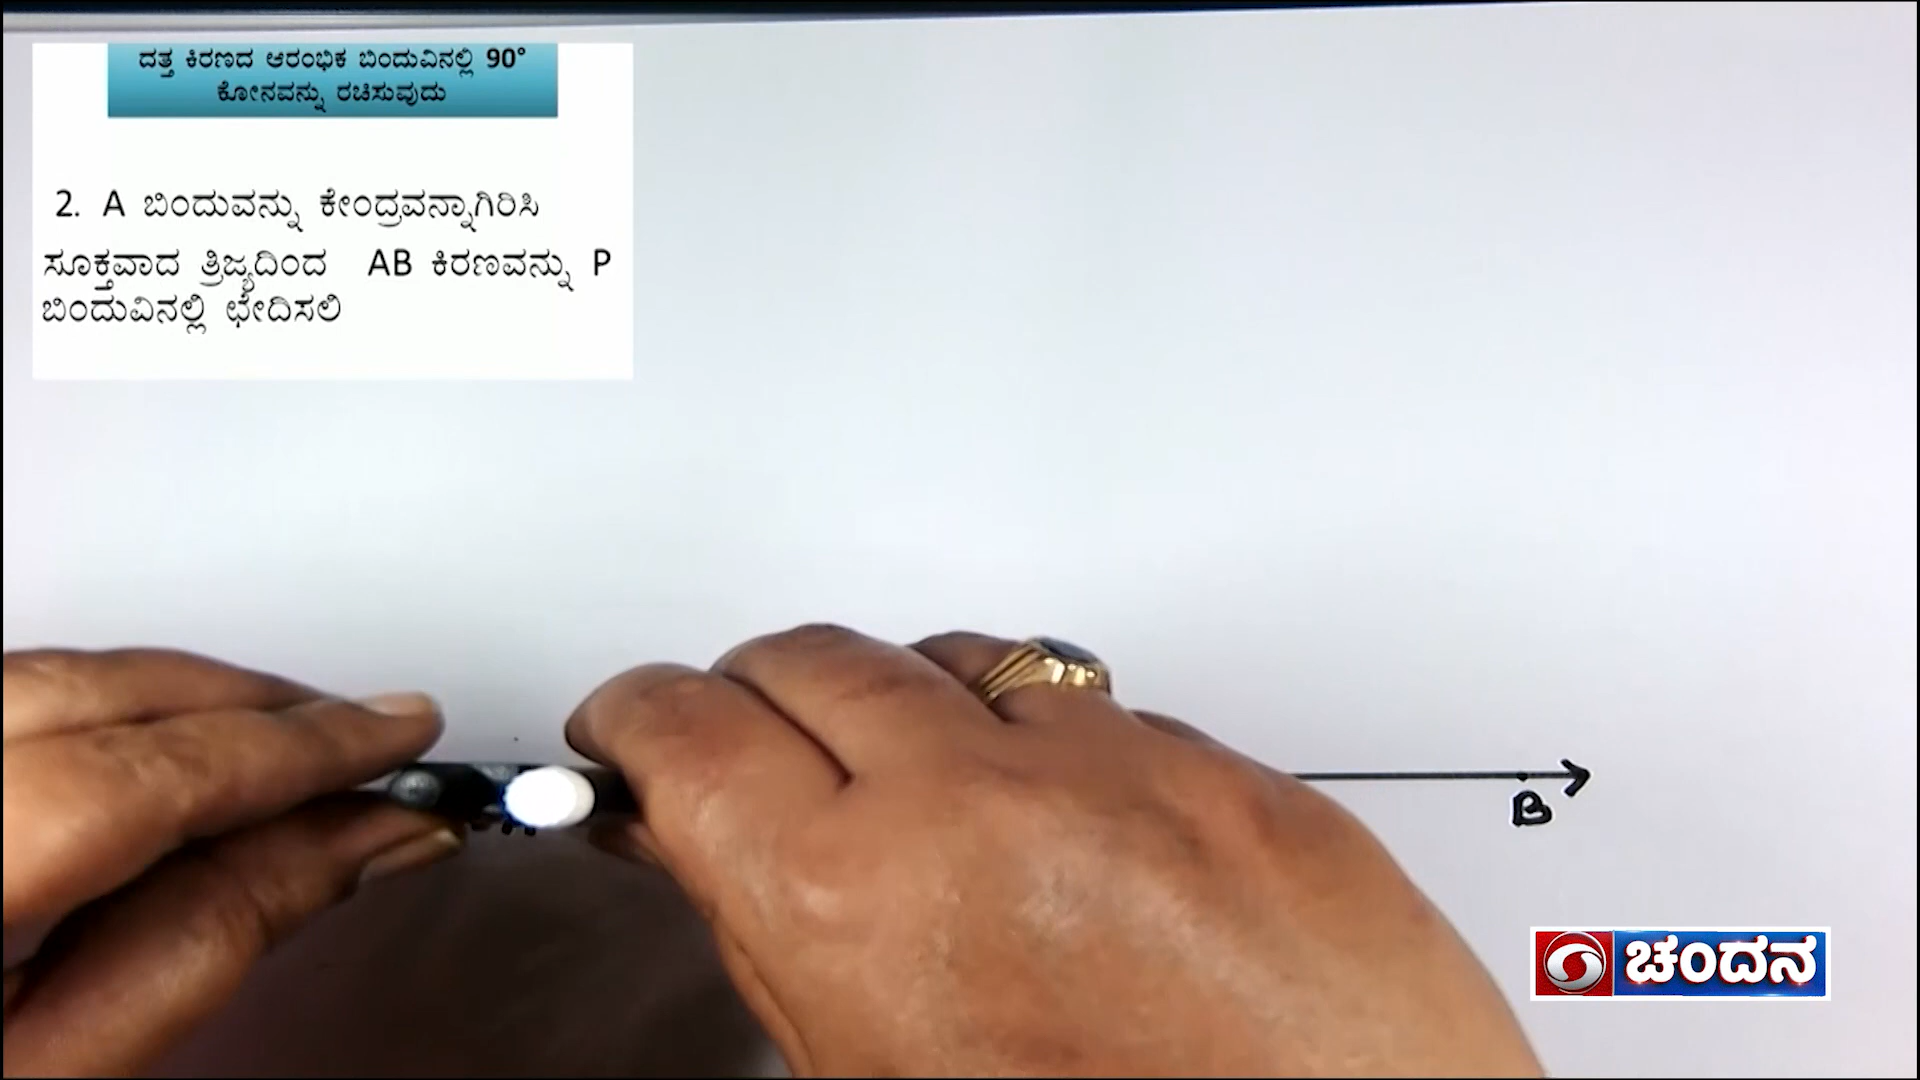 ದತ್ತ ಕಿರಣದ ಆರಂಭಿಕ ಬಿಂದುವಿನಲ್ಲಿ 90°
ಕೋನವನ್ನು ರಚಿಸುವುದು
2. A ಬಿಂದುವನ್ನು ಕೇಂದ್ರವನ್ನಾಗಿರಿಸಿ
ಸೂಕ್ತವಾದ ತ್ರಿಜ್ಯದಿಂದ AB ಕಿರಣವನ್ನು P
ಬಿಂದುವಿನಲ್ಲಿ ಛೇದಿಸಲಿ
B
ಚಂದನ